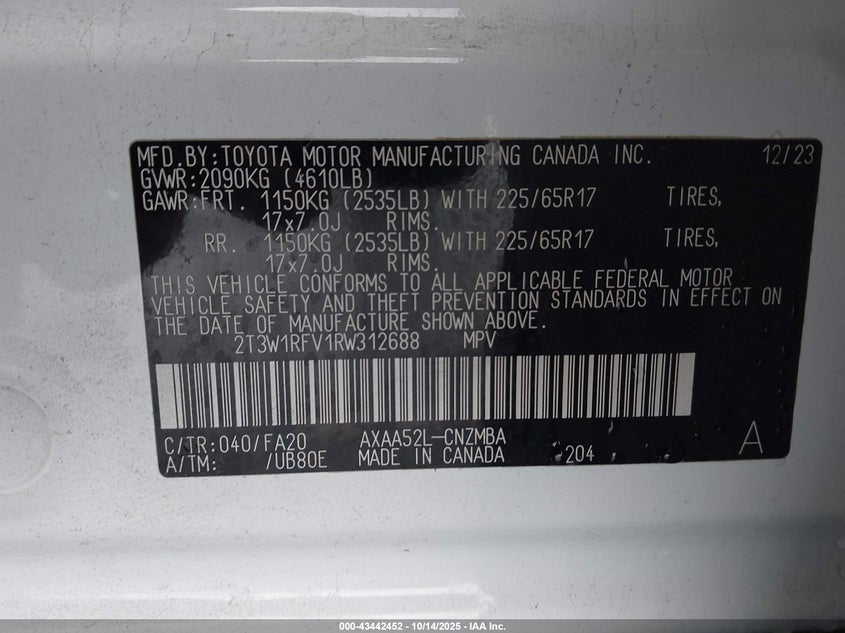 MFD.BY:TOYOTA MOTOR MANUFACTURING CANADA INC. 12/23
GVWR:2090KG (4610LB)
GAWR:FRT. 1150KG (2535LB) WITH 225/65R17 TIRES,
17x7.0J RIMS.
RR. 1150KG (2535LB) WITH 225/65R17 TIRES,
17x7.0J RIMS.
THIS VEHICLE CONFORMS TO ALL APPLICABLE FEDERAL MOTOR
VEHICLE SAFETY AND THEFT PREVENTION STANDARDS IN EFFECT ON
THE DATE OF MANUFACTURE SHOWN ABOVE.
2T3W1RFV1RW312688 MPV
C/TR:040/FA20 AXAA52L-CNZMBA
A/TM: /UB80E MADE IN CANADA 204 A
000-43442452 - 10/14/2025 - IAA Inc.